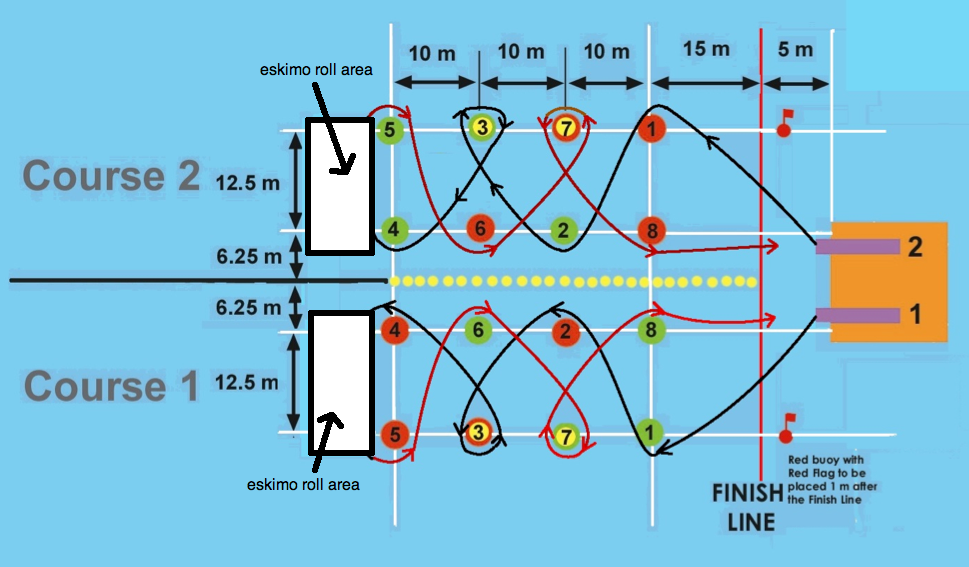 10 m
10 m
10 m
15 m
5 m
eskimo roll area
5
3
7
1
Course 2
12.5 m
4
6
2
8
2
6.25 m
6.25 m
1
4
6
2
8
Course 1
12.5 m
5
3
7
1
eskimo roll area
Red buoy with
Red Flag to be
placed 1 m after
the Finish Line
FINISH
LINE